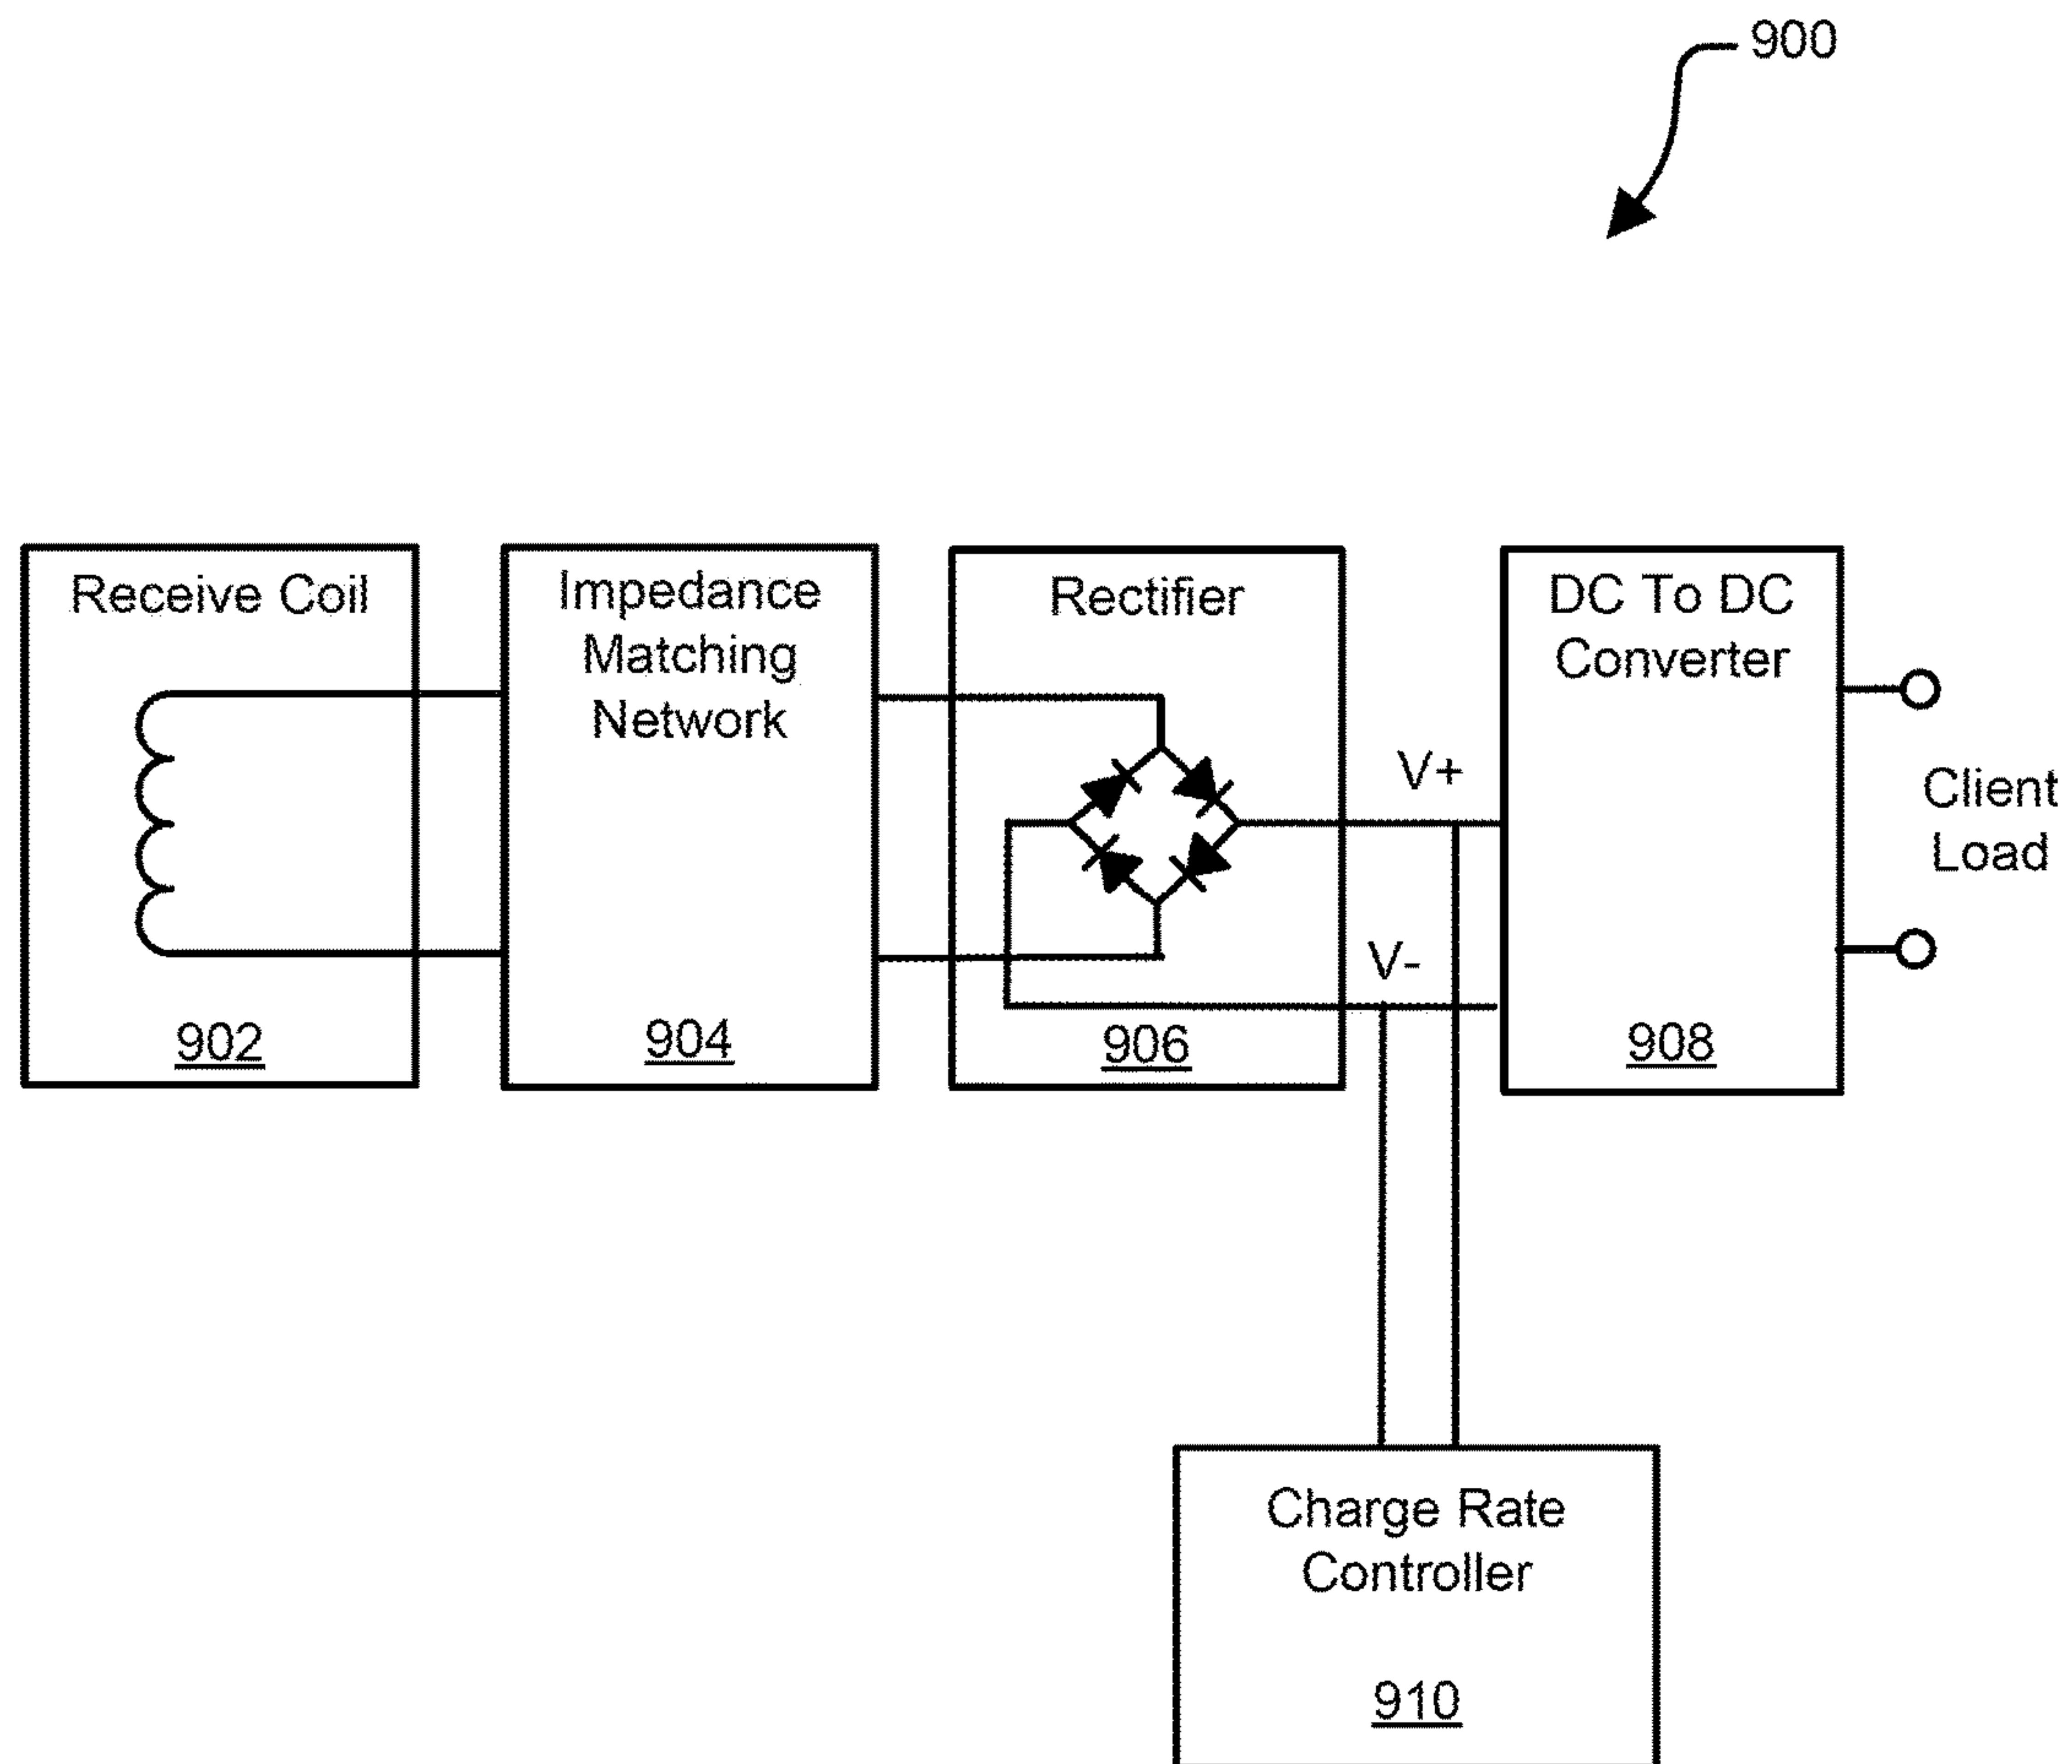 900
Receive Coil
902
Impedance
Matching
Network
904
Rectifier
906
V+
V-
DC To DC
Converter
908
Client
Load
Charge Rate
Controller
910